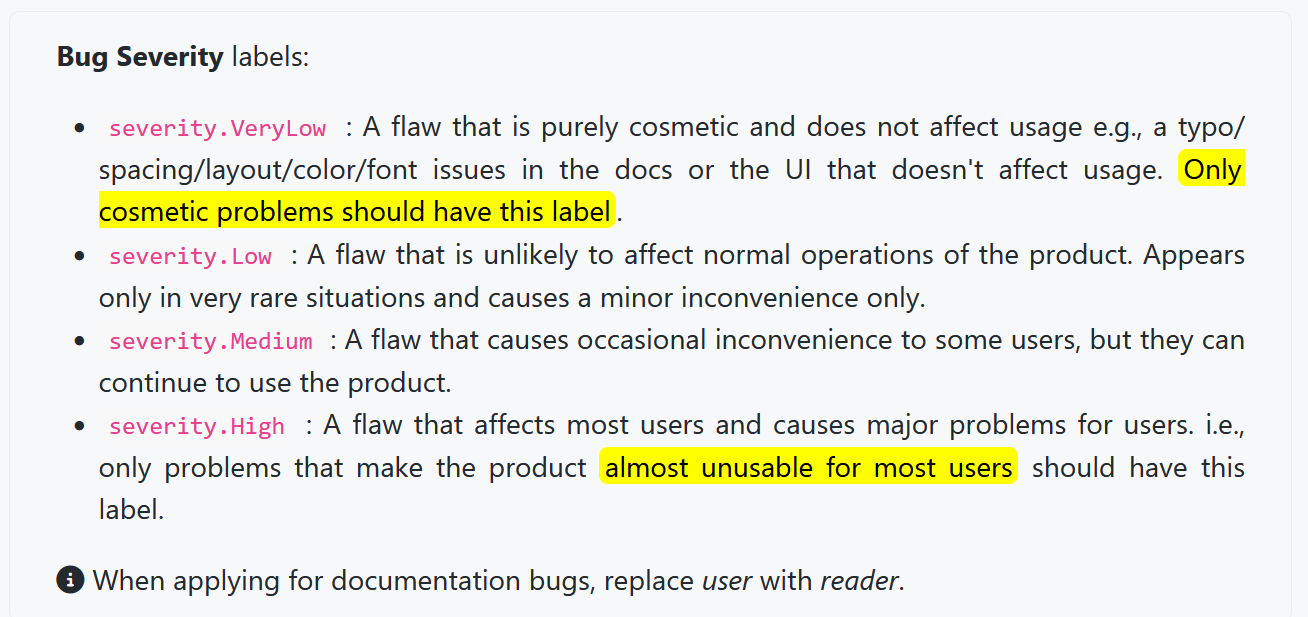 Bug Severity labels:
• severity.VeryLow : A flaw that is purely cosmetic and does not affect usage e.g., a typo/
spacing/layout/color/font issues in the docs or the UI that doesn't affect usage. Only
cosmetic problems should have this label.
• severity.Low : A flaw that is unlikely to affect normal operations of the product. Appears
only in very rare situations and causes a minor inconvenience only.
• severity.Medium : A flaw that causes occasional inconvenience to some users, but they can
continue to use the product.
• severity.High : A flaw that affects most users and causes major problems for users. i.e.,
only problems that make the product almost unusable for most users should have this
label.
When applying for documentation bugs, replace user with reader.